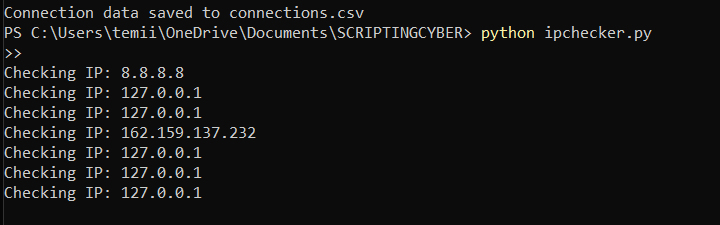 Connection data saved to connections.csv
PS C:\Users\temii\OneDrive\Documents\SCRIPTINGCYBER> python ipchecker.py
>>
Checking IP: 8.8.8.8
Checking IP: 127.0.0.1
Checking IP: 127.0.0.1
Checking IP: 162.159.137.232
Checking IP: 127.0.0.1
Checking IP: 127.0.0.1
Checking IP: 127.0.0.1